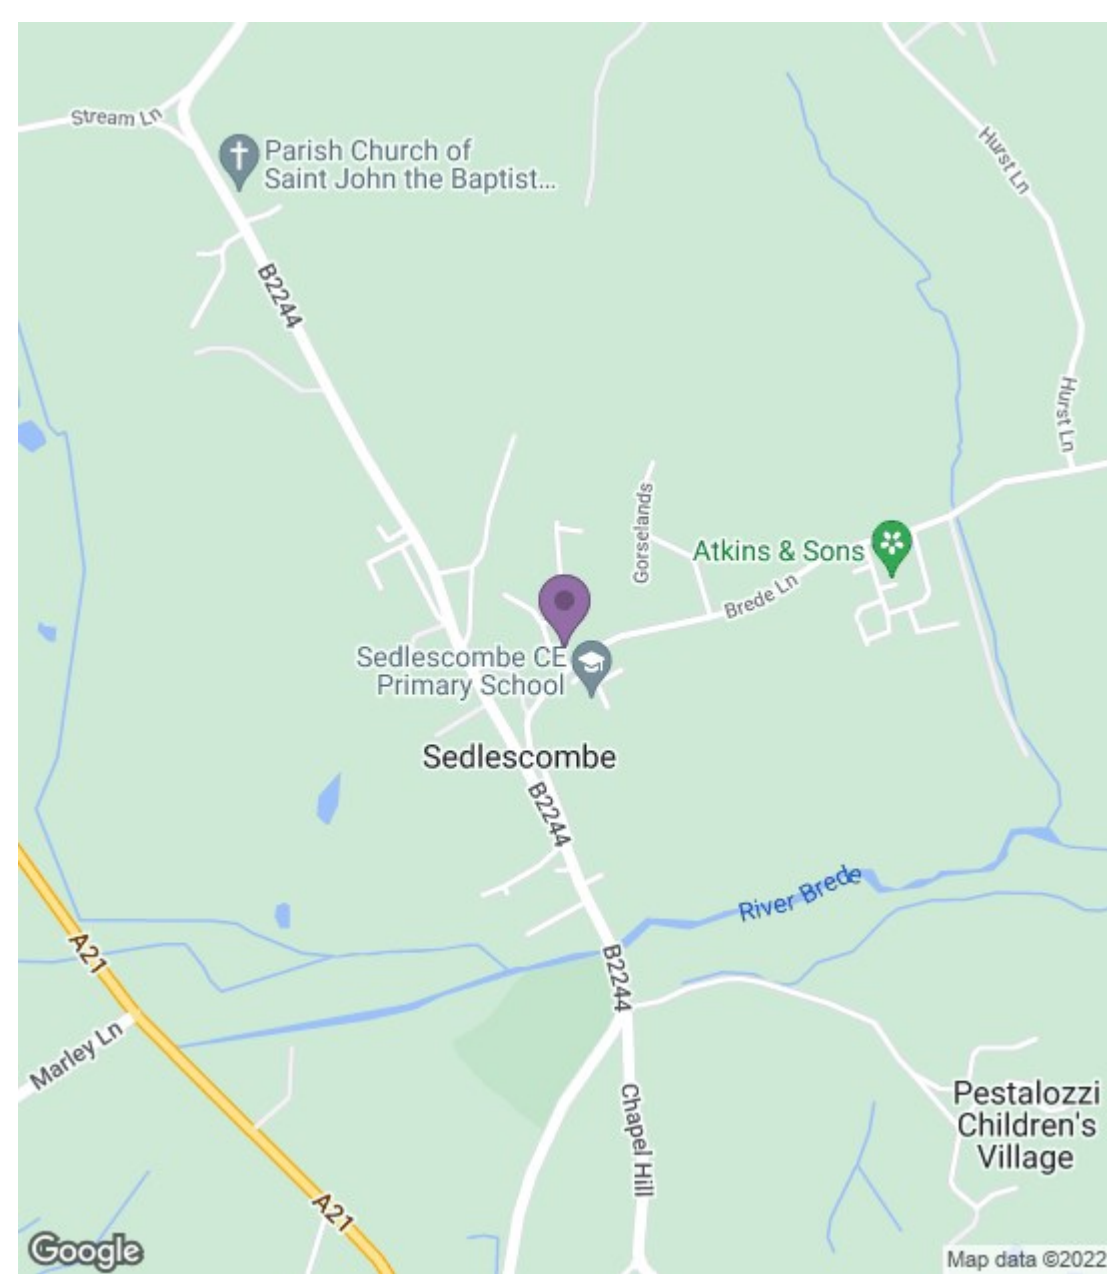 Stream Ln
Parish Church of
Saint John the Baptist...
Hurst Ln
B2244
Hurst Ln
Gorselands
Atkins & Sons
Brede Ln
Sedlescombe CE
Primary School
Sedlescombe
B2244
River Brede
A21
B2244
Marley Ln
Chapel Hill
Pestalozzi
Children's
Village
A21
Google
Map data ©2022